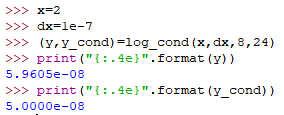 >>> x=2
>>> dx=1e-7
>>> (y,y_cond)=log_cond(x,dx,8,24)
>>> print("{:.4e}".format(y))
5.9605e-08
>>> print("{:.4e}".format(y_cond))
5.0000e-08